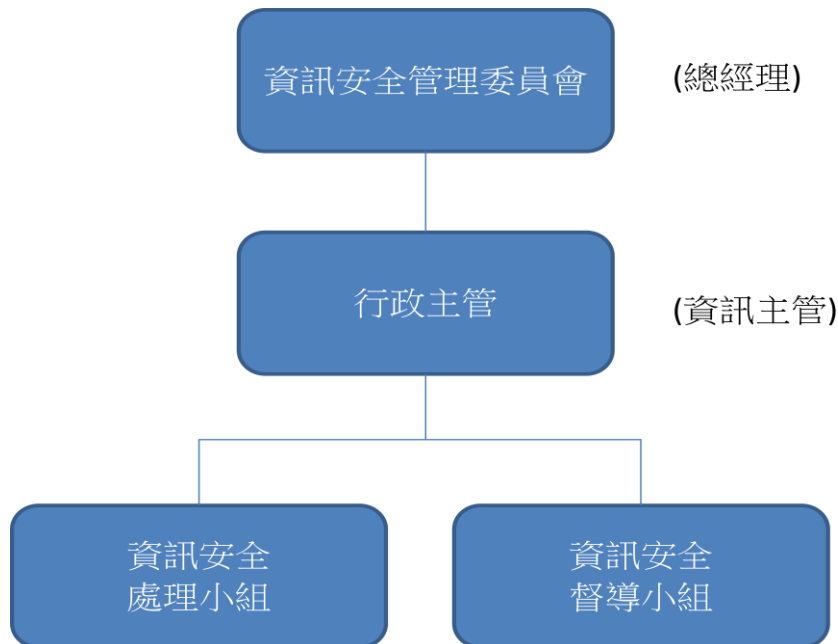 資訊安全管理委員會
(總經理)
行政主管
(資訊主管)
資訊安全
處理小組
資訊安全
督導小組